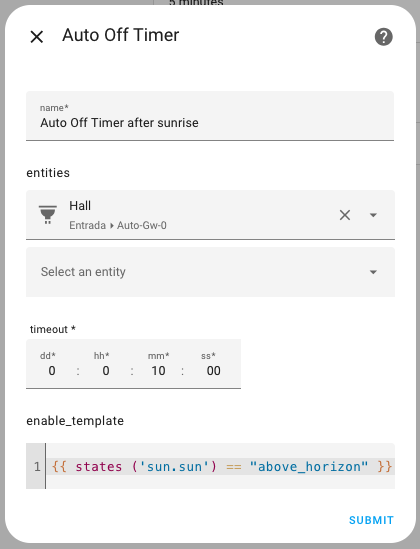 5 minutes
Auto Off Timer
name*
Auto Off Timer after sunrise
entities
Hall
Entrada ▸ Auto-Gw-0
Select an entity
timeout *
dd* hh* mm* ss*
0 : 0 : 10 : 00
enable_template
1 {{ states ('sun.sun') == "above_horizon" }}
SUBMIT